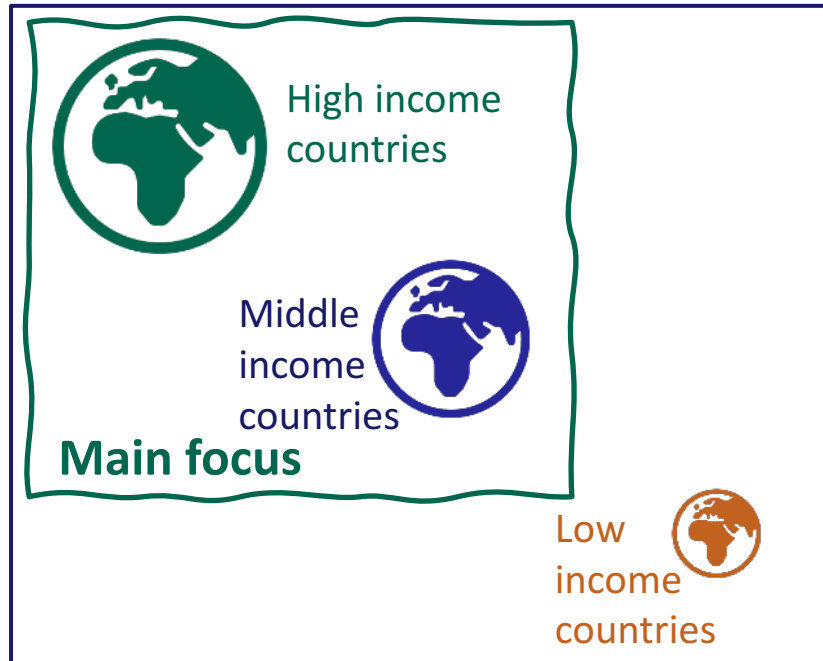 High income
countries
Middle
income
countries
Main focus
Low
income
countries